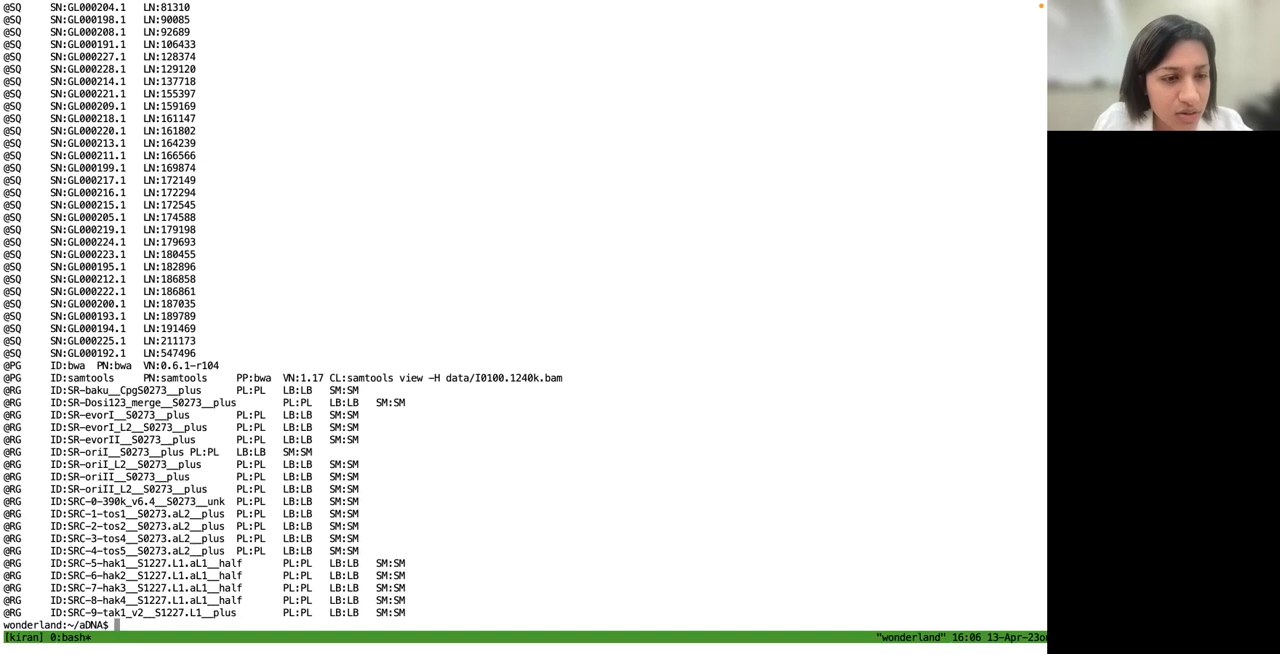 @SQ SN:GL000204.1 LN:81310
@SQ SN:GL000198.1 LN:90085
@SQ SN:GL000208.1 LN:92689
@SQ SN:GL000191.1 LN:106433
@SQ SN:GL000227.1 LN:128374
@SQ SN:GL000228.1 LN:129120
@SQ SN:GL000214.1 LN:137718
@SQ SN:GL000221.1 LN:155397
@SQ SN:GL000209.1 LN:159169
@SQ SN:GL000218.1 LN:161147
@SQ SN:GL000220.1 LN:161802
@SQ SN:GL000213.1 LN:164239
@SQ SN:GL000211.1 LN:166566
@SQ SN:GL000199.1 LN:169874
@SQ SN:GL000217.1 LN:172149
@SQ SN:GL000216.1 LN:172294
@SQ SN:GL000215.1 LN:172545
@SQ SN:GL000205.1 LN:174588
@SQ SN:GL000219.1 LN:179198
@SQ SN:GL000224.1 LN:179693
@SQ SN:GL000223.1 LN:180455
@SQ SN:GL000195.1 LN:182896
@SQ SN:GL000212.1 LN:186858
@SQ SN:GL000222.1 LN:186861
@SQ SN:GL000200.1 LN:187035
@SQ SN:GL000193.1 LN:189789
@SQ SN:GL000194.1 LN:191469
@SQ SN:GL000225.1 LN:211173
@SQ SN:GL000192.1 LN:547496
@PG ID:bwa PN:bwa VN:0.6.1-r104
@PG ID:samtools PN:samtools PP:bwa VN:1.17 CL:samtools view -H data/I0100.1240k.bam
@RG ID:SR-baku__CpgS0273__plus PL:PL LB:LB SM:SM
@RG ID:SR-Dosi123_merge__S0273__plus PL:PL LB:LB SM:SM
@RG ID:SR-evorI__S0273__plus PL:PL LB:LB SM:SM
@RG ID:SR-evorI_L2__S0273__plus PL:PL LB:LB SM:SM
@RG ID:SR-evorII__S0273__plus PL:PL LB:LB SM:SM
@RG ID:SR-oriI__S0273__plus PL:PL LB:LB SM:SM
@RG ID:SR-oriI_L2__S0273__plus PL:PL LB:LB SM:SM
@RG ID:SR-oriII__S0273__plus PL:PL LB:LB SM:SM
@RG ID:SR-oriII_L2__S0273__plus PL:PL LB:LB SM:SM
@RG ID:SRC-0-390k_v6.4__S0273__unk PL:PL LB:LB SM:SM
@RG ID:SRC-1-tos1__S0273.aL2__plus PL:PL LB:LB SM:SM
@RG ID:SRC-2-tos2__S0273.aL2__plus PL:PL LB:LB SM:SM
@RG ID:SRC-3-tos4__S0273.aL2__plus PL:PL LB:LB SM:SM
@RG ID:SRC-4-tos5__S0273.aL2__plus PL:PL LB:LB SM:SM
@RG ID:SRC-5-hak1__S1227.L1.aL1__half PL:PL LB:LB SM:SM
@RG ID:SRC-6-hak2__S1227.L1.aL1__half PL:PL LB:LB SM:SM
@RG ID:SRC-7-hak3__S1227.L1.aL1__half PL:PL LB:LB SM:SM
@RG ID:SRC-8-hak4__S1227.L1.aL1__half PL:PL LB:LB SM:SM
@RG ID:SRC-9-tak1_v2__S1227.L1__plus PL:PL LB:LB SM:SM
wonderland:~/aDNA$
[kiran] 0:bash* "wonderland" 16:06 13-Apr-23